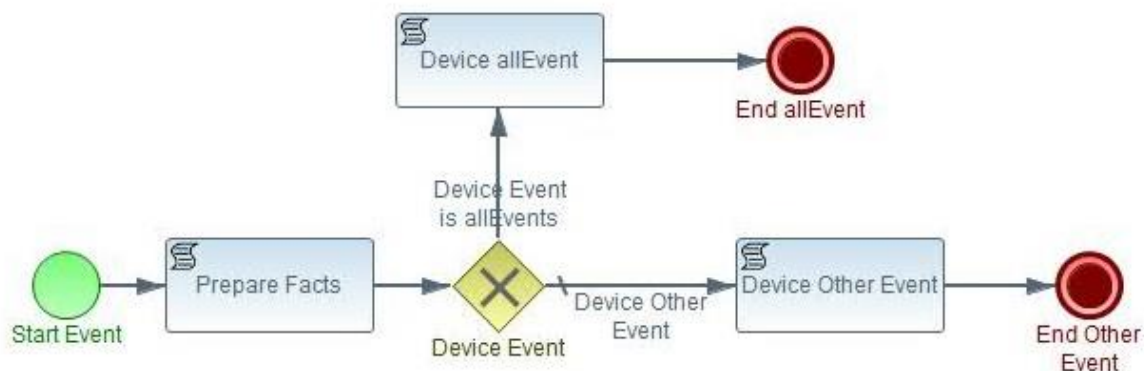 Device allEvent
End allEvent
Device Event
is allEvents
Prepare Facts
Device Other Event
Start Event
Device Event
Device Other
Event
End Other
Event